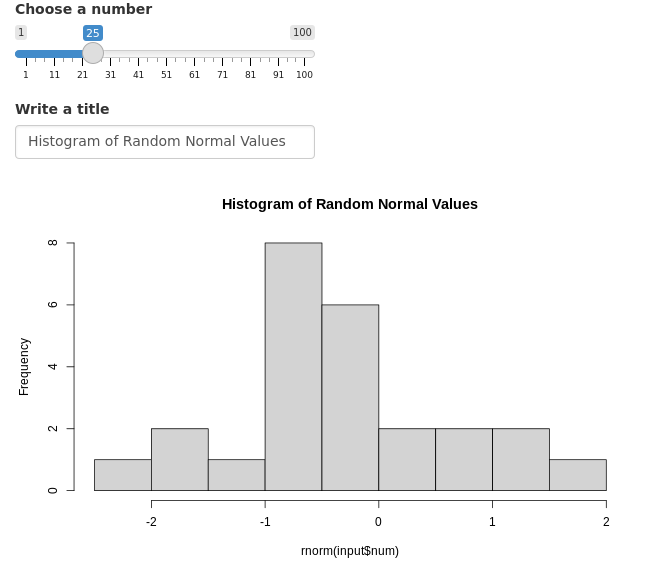 Choose a number
1 25 100
1 11 21 31 41 51 61 71 81 91 100
Write a title
Histogram of Random Normal Values
Histogram of Random Normal Values
8
6
4
2
0
Frequency
-2 -1 0 1 2
rnorm(input$num)